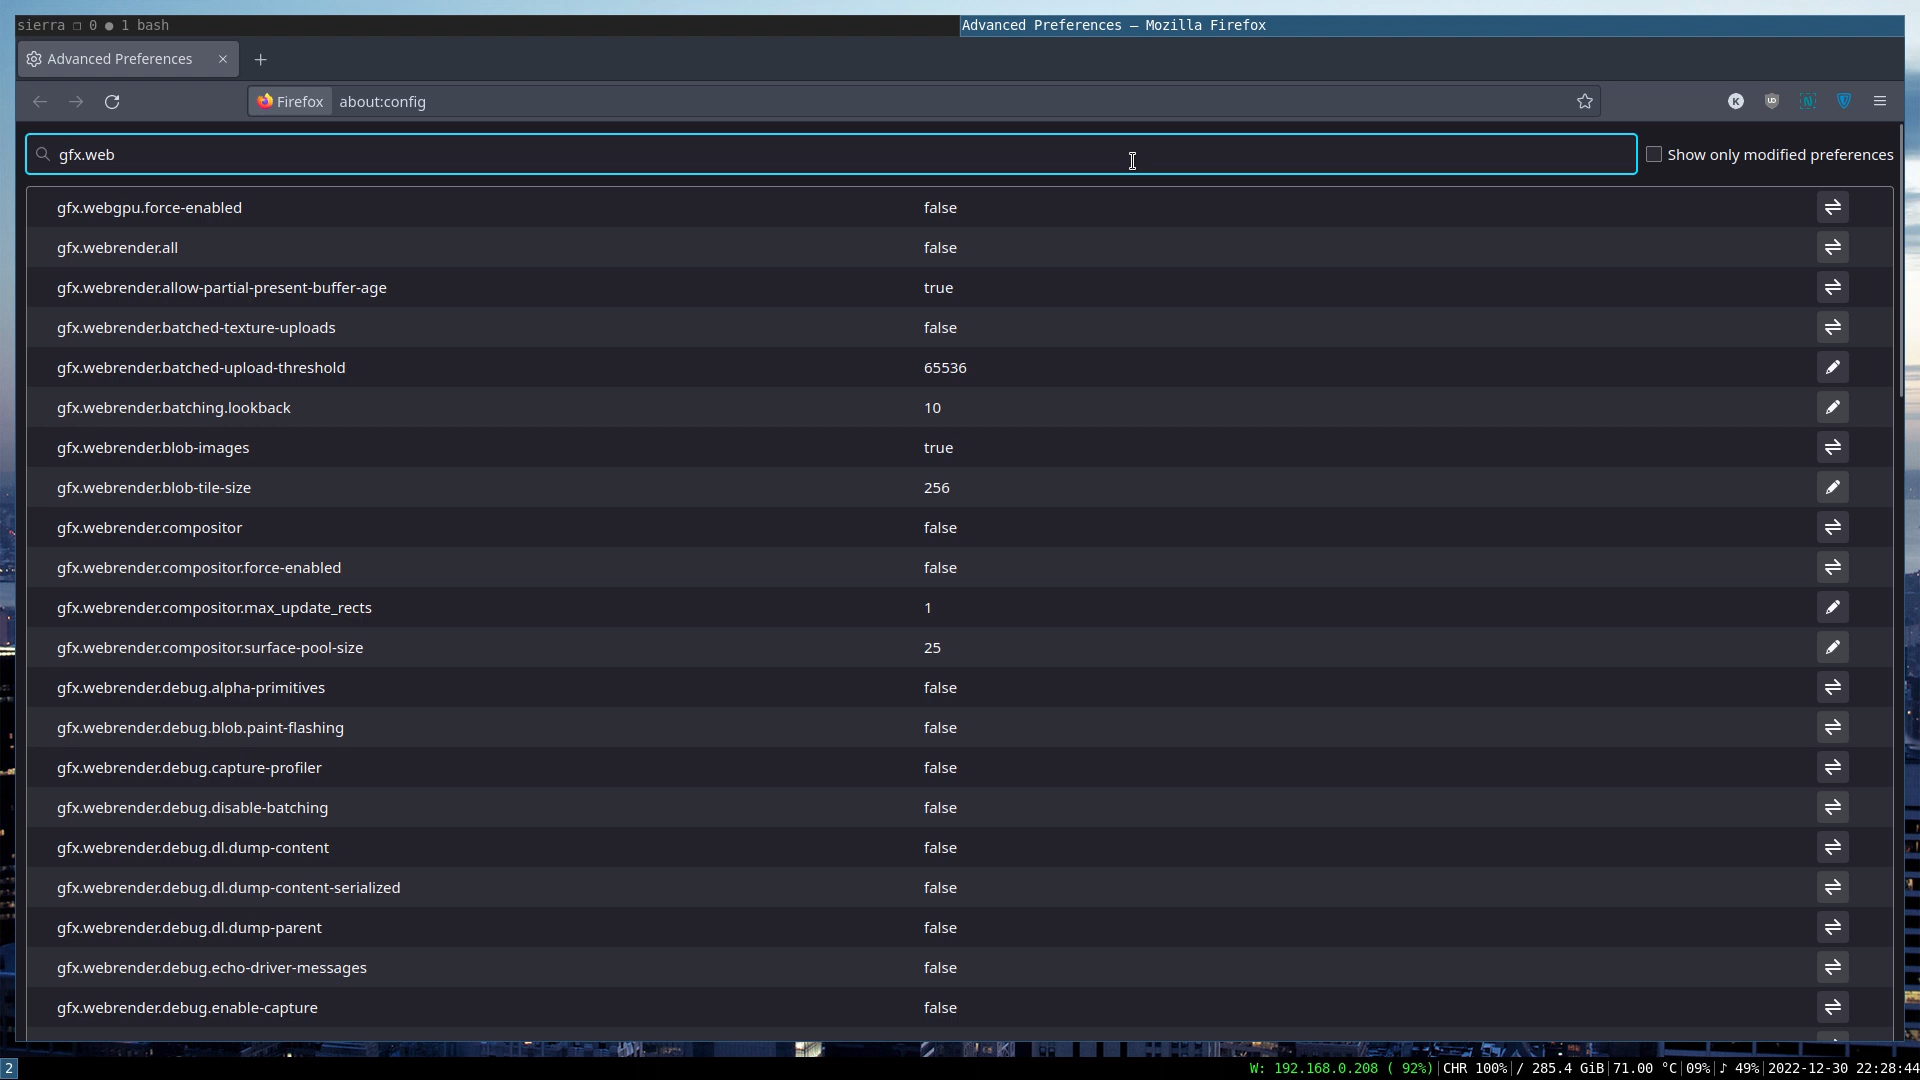 sierra ❐ 0 ● 1 bash
Advanced Preferences — Mozilla Firefox
Advanced Preferences
Firefox about:config
gfx.web
Show only modified preferences
gfx.webgpu.force-enabled false
gfx.webrender.all false
gfx.webrender.allow-partial-present-buffer-age true
gfx.webrender.batched-texture-uploads false
gfx.webrender.batched-upload-threshold 65536
gfx.webrender.batching.lookback 10
gfx.webrender.blob-images true
gfx.webrender.blob-tile-size 256
gfx.webrender.compositor false
gfx.webrender.compositor.force-enabled false
gfx.webrender.compositor.max_update_rects 1
gfx.webrender.compositor.surface-pool-size 25
gfx.webrender.debug.alpha-primitives false
gfx.webrender.debug.blob.paint-flashing false
gfx.webrender.debug.capture-profiler false
gfx.webrender.debug.disable-batching false
gfx.webrender.debug.dl.dump-content false
gfx.webrender.debug.dl.dump-content-serialized false
gfx.webrender.debug.dl.dump-parent false
gfx.webrender.debug.echo-driver-messages false
gfx.webrender.debug.enable-capture false
2
W: 192.168.0.208 ( 92%)|CHR 100%|/ 285.4 GiB|71.00 °C|09%|♪ 49%|2022-12-30 22:28:44